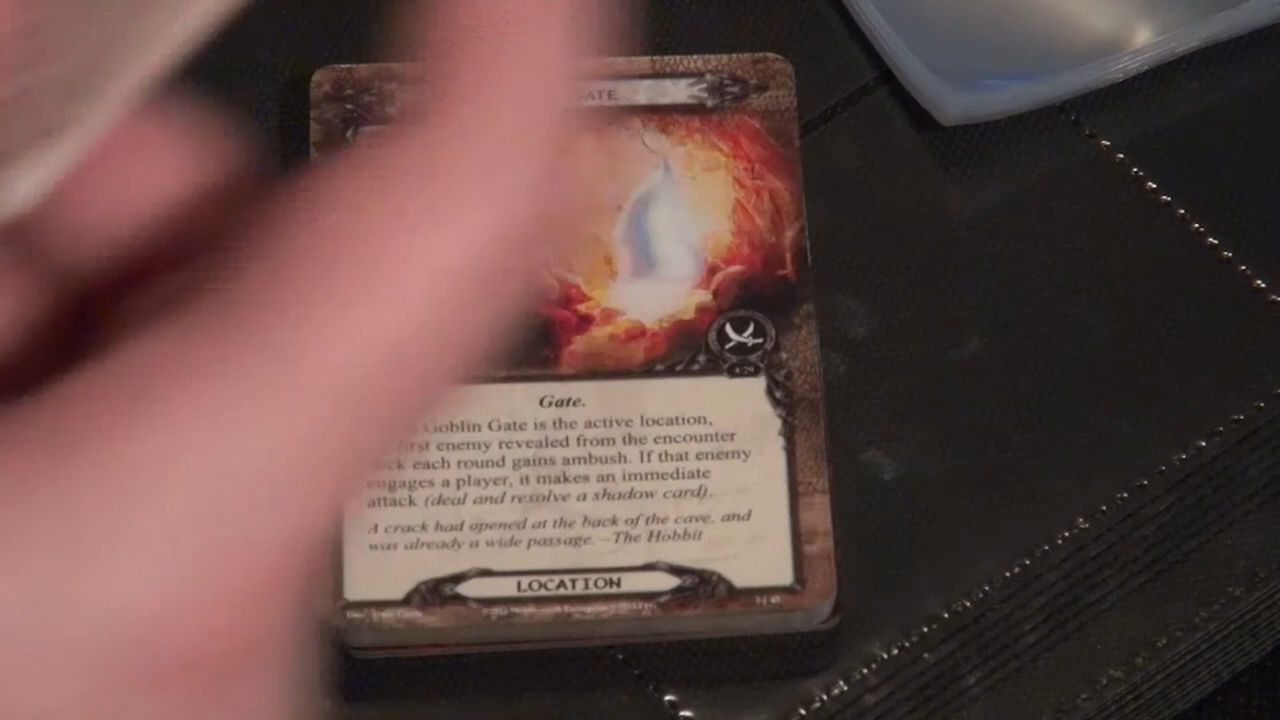 ATE
Gate.
Goblin Gate is the active location,
first enemy revealed from the encounter
each round gains ambush. If that enemy
engages a player, it makes an immediate
attack (deal and resolve a shadow card).
A crack had opened at the back of the cave, and
was already a wide passage. –The Hobbit
LOCATION